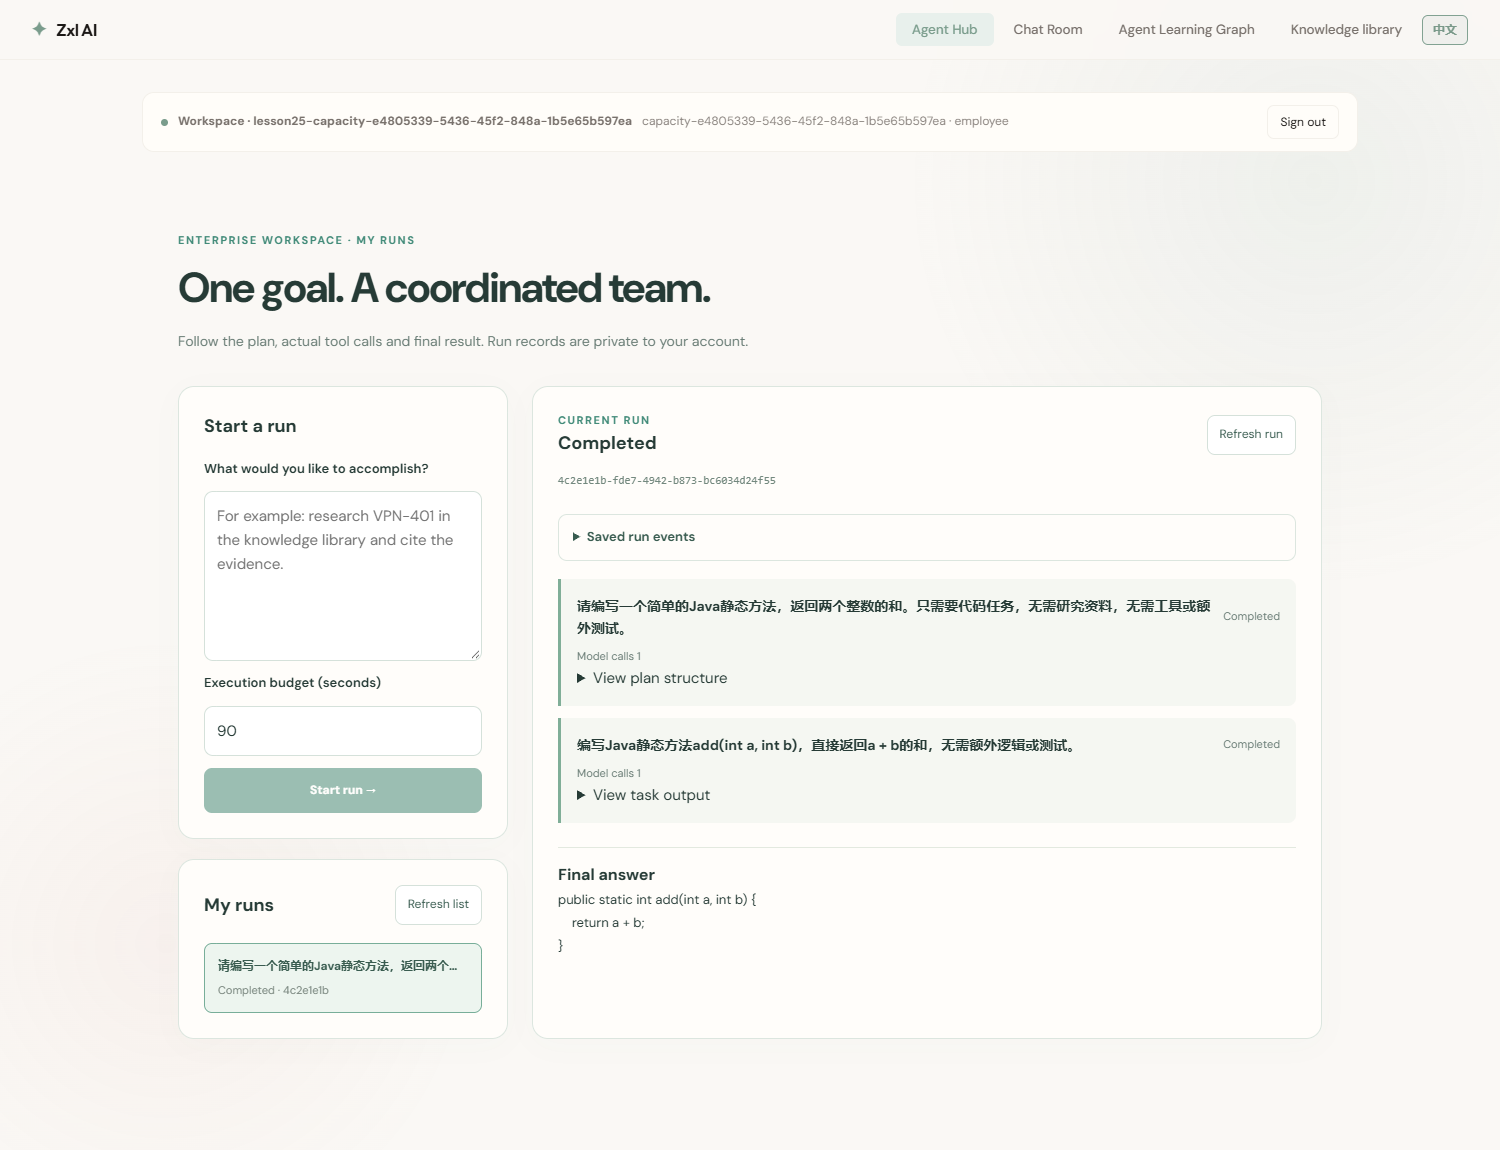 Zxl AI
Agent Hub
Chat Room
Agent Learning Graph
Knowledge library
中文
Workspace · lesson25-capacity-e4805339-5436-45f2-848a-1b5e65b597ea capacity-e4805339-5436-45f2-848a-1b5e65b597ea · employee
Sign out
ENTERPRISE WORKSPACE · MY RUNS
One goal. A coordinated team.
Follow the plan, actual tool calls and final result. Run records are private to your account.
Start a run
What would you like to accomplish?
For example: research VPN-401 in
the knowledge library and cite the
evidence.
Execution budget (seconds)
90
Start run →
My runs
Refresh list
请编写一个简单的Java静态方法，返回两个...
Completed · 4c2e1e1b
CURRENT RUN
Completed
Refresh run
4c2e1e1b-fde7-4942-b873-bc6034d24f55
Saved run events
请编写一个简单的Java静态方法，返回两个整数的和。只需要代码任务，无需研究资料，无需工具或额
外测试。
Completed
Model calls 1
View plan structure
编写Java静态方法add(int a, int b)，直接返回a + b的和，无需额外逻辑或测试。
Completed
Model calls 1
View task output
Final answer
public static int add(int a, int b) {
    return a + b;
}